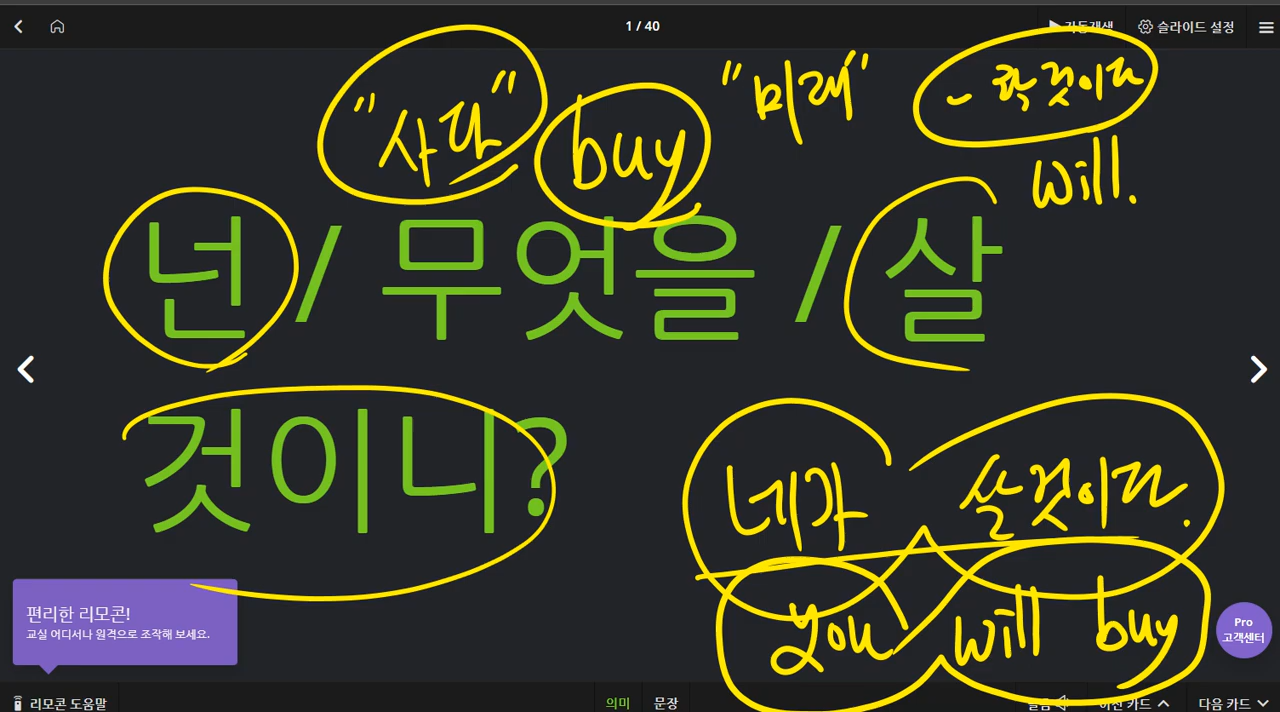 1 / 40
자동재생
슬라이드 설정
"사다"
buy
"미래"
~ 할 것이다
will.
넌 / 무엇을 / 살
것이니?
네가 살 것이다.
you will buy
편리한 리모콘!
교실 어디서나 원격으로 조작해 보세요.
Pro
고객센터
리모콘 도움말
의미
문장
이전 카드
다음 카드